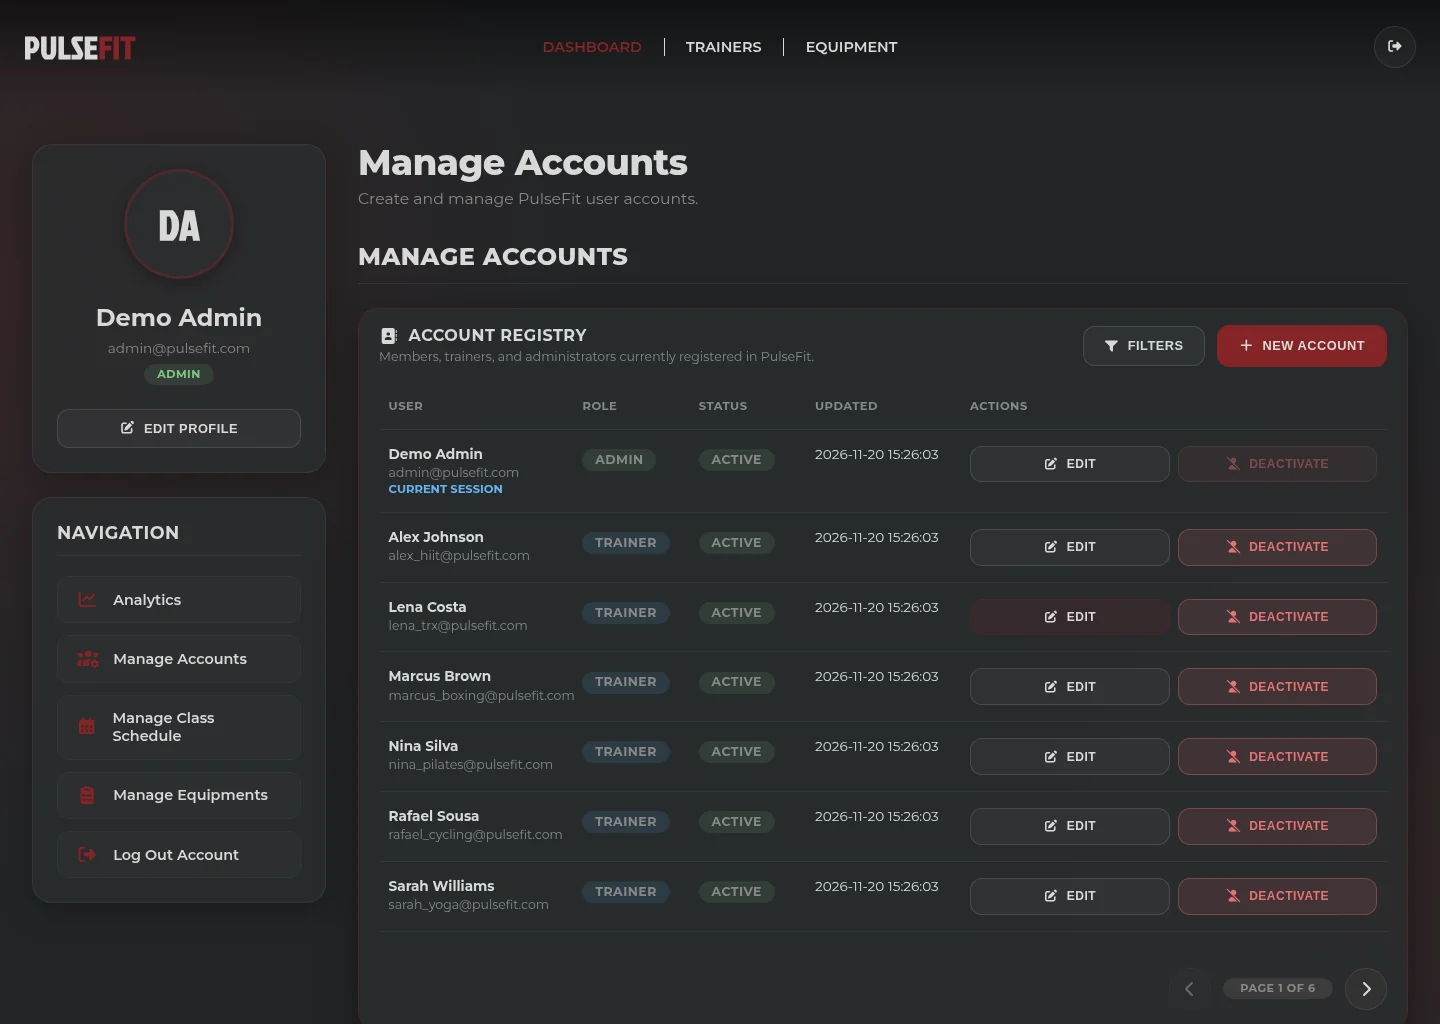 PULSEFIT
DASHBOARD TRAINERS EQUIPMENT
DA
Demo Admin
admin@pulsefit.com
ADMIN
EDIT PROFILE
NAVIGATION
Analytics
Manage Accounts
Manage Class
Schedule
Manage Equipments
Log Out Account
Manage Accounts
Create and manage PulseFit user accounts.
MANAGE ACCOUNTS
ACCOUNT REGISTRY
Members, trainers, and administrators currently registered in PulseFit.
FILTERS NEW ACCOUNT
USER ROLE STATUS UPDATED ACTIONS
Demo Admin ADMIN ACTIVE 2026-11-20 15:26:03 EDIT DEACTIVATE
admin@pulsefit.com
CURRENT SESSION
Alex Johnson TRAINER ACTIVE 2026-11-20 15:26:03 EDIT DEACTIVATE
alex_hiit@pulsefit.com
Lena Costa TRAINER ACTIVE 2026-11-20 15:26:03 EDIT DEACTIVATE
lena_trx@pulsefit.com
Marcus Brown TRAINER ACTIVE 2026-11-20 15:26:03 EDIT DEACTIVATE
marcus_boxing@pulsefit.com
Nina Silva TRAINER ACTIVE 2026-11-20 15:26:03 EDIT DEACTIVATE
nina_pilates@pulsefit.com
Rafael Sousa TRAINER ACTIVE 2026-11-20 15:26:03 EDIT DEACTIVATE
rafael_cycling@pulsefit.com
Sarah Williams TRAINER ACTIVE 2026-11-20 15:26:03 EDIT DEACTIVATE
sarah_yoga@pulsefit.com
PAGE 1 OF 6